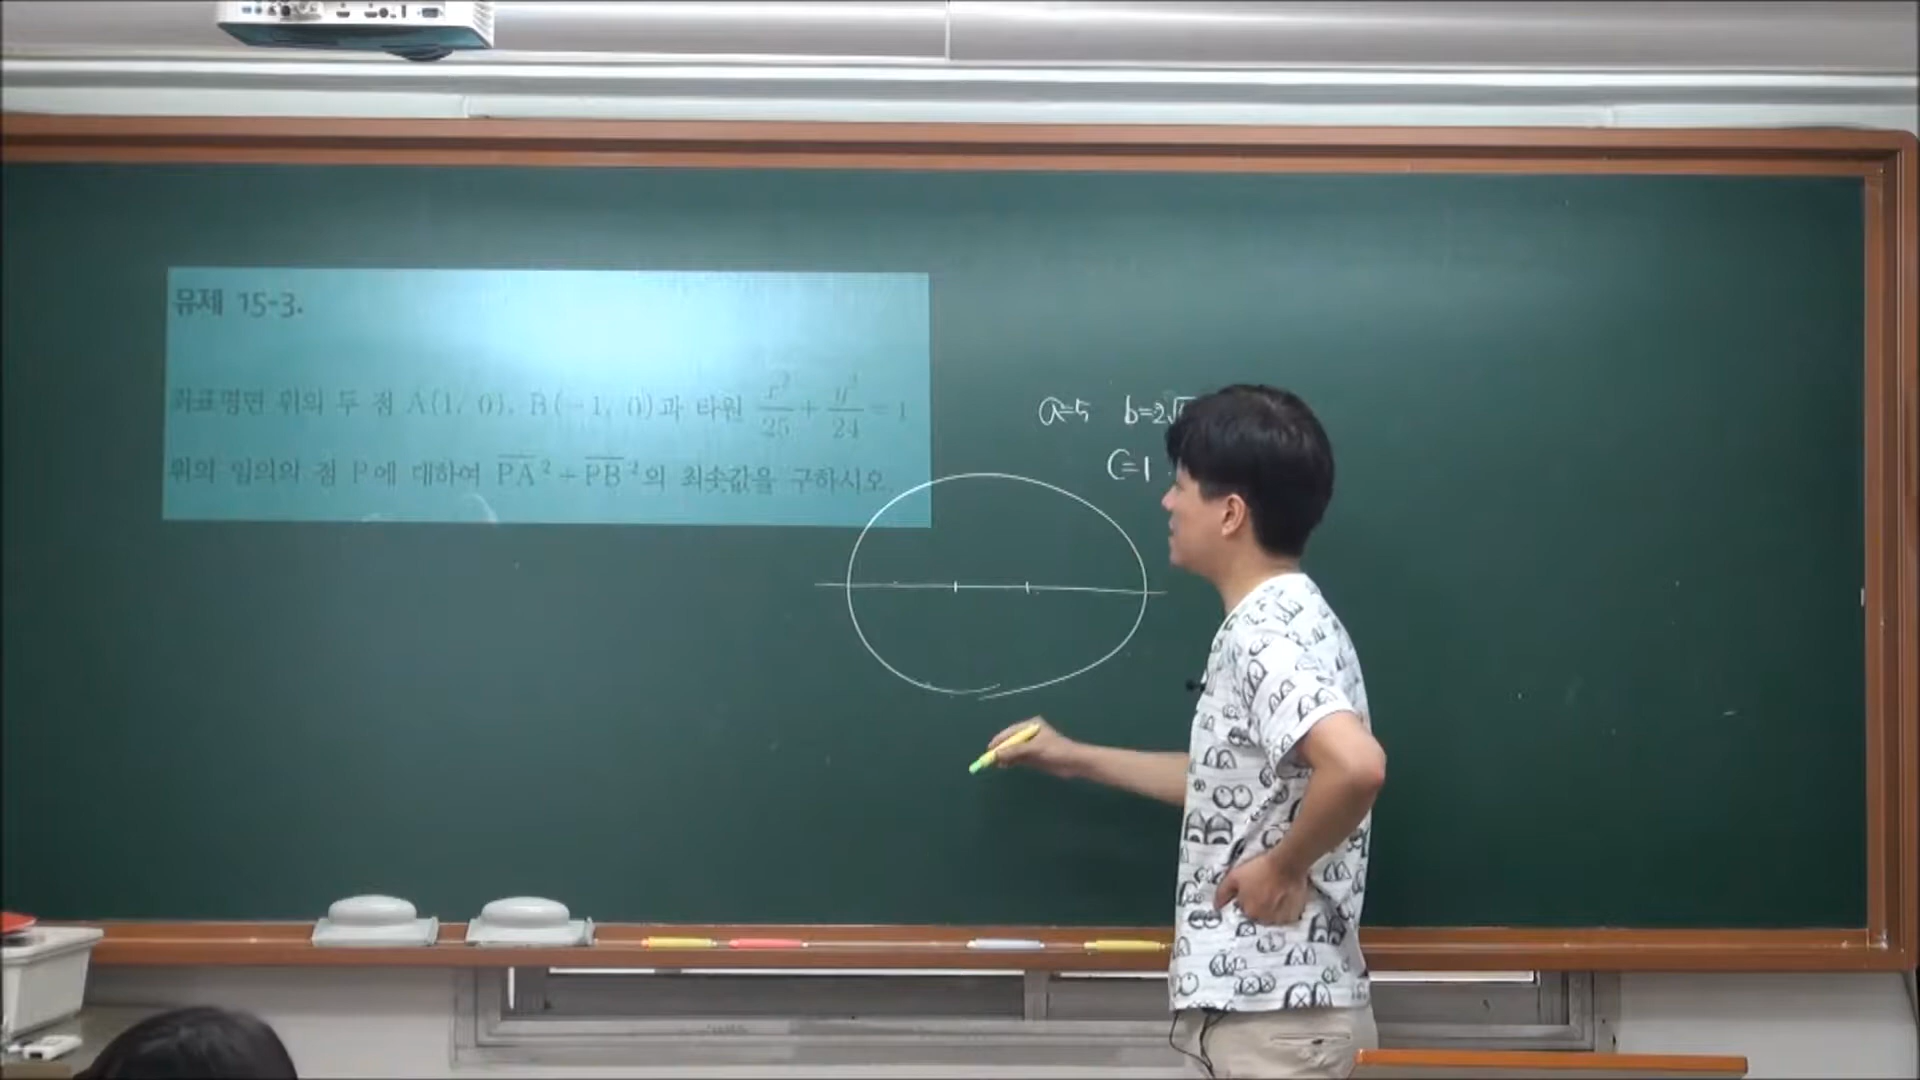 유제 15-3.
좌표평면 위의 두 점 A(1, 0), B(-1, 0)과 타원 x²/25 + y²/24 = 1
위의 임의의 점 P에 대하여 PA² + PB²의 최솟값을 구하시오.
a=5 b=2√
C=1